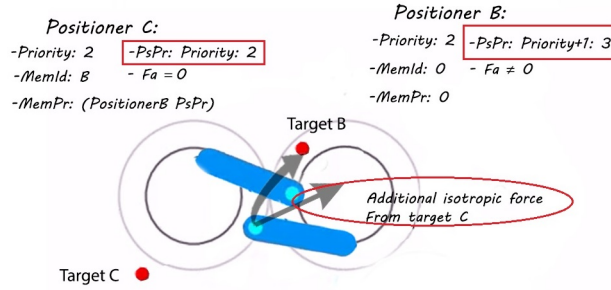 Positioner C:
-Priority: 2
-PsPr: Priority: 2
-MemId: B
- Fa = 0
-MemPr: (PositionerB PsPr)
Positioner B:
-Priority: 2
-PsPr: Priority+1: 3
-MemId: 0
- Fa ≠ 0
-MemPr: 0
Target B
Additional isotropic force
From target C
Target C